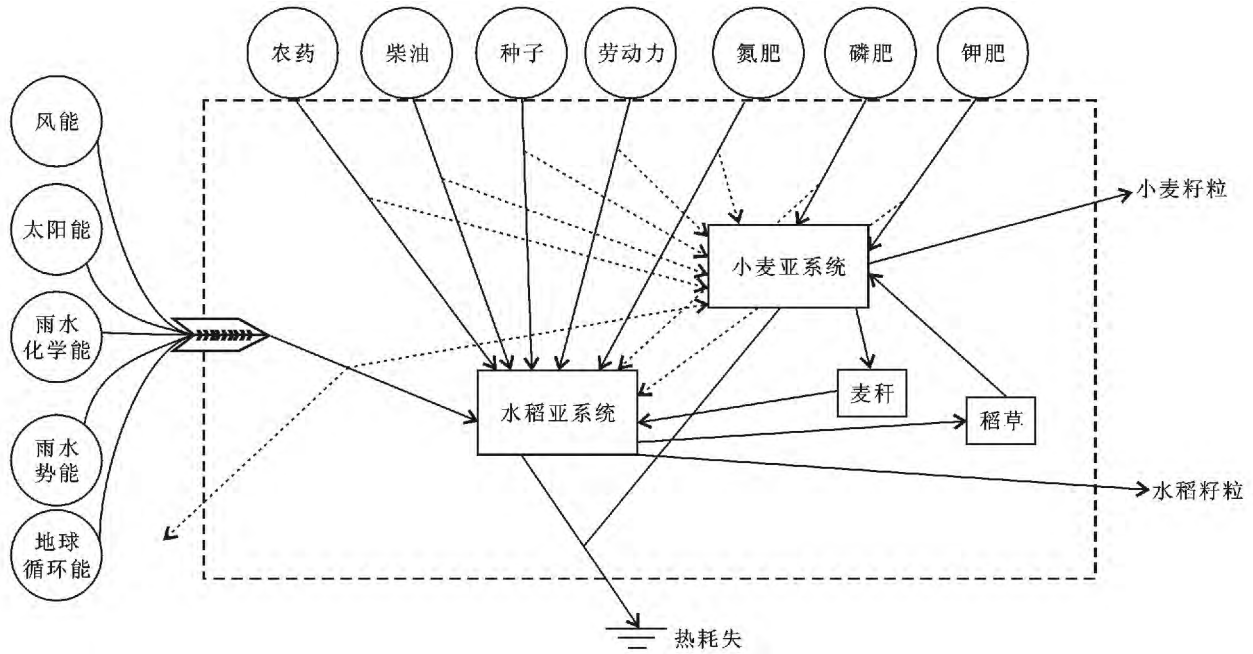 农药
柴油
种子
劳动力
氮肥
磷肥
钾肥
风能
太阳能
雨水
化学能
雨水
势能
地球
循环能
小麦籽粒
小麦亚系统
麦秆
水稻亚系统
稻草
水稻籽粒
热耗失